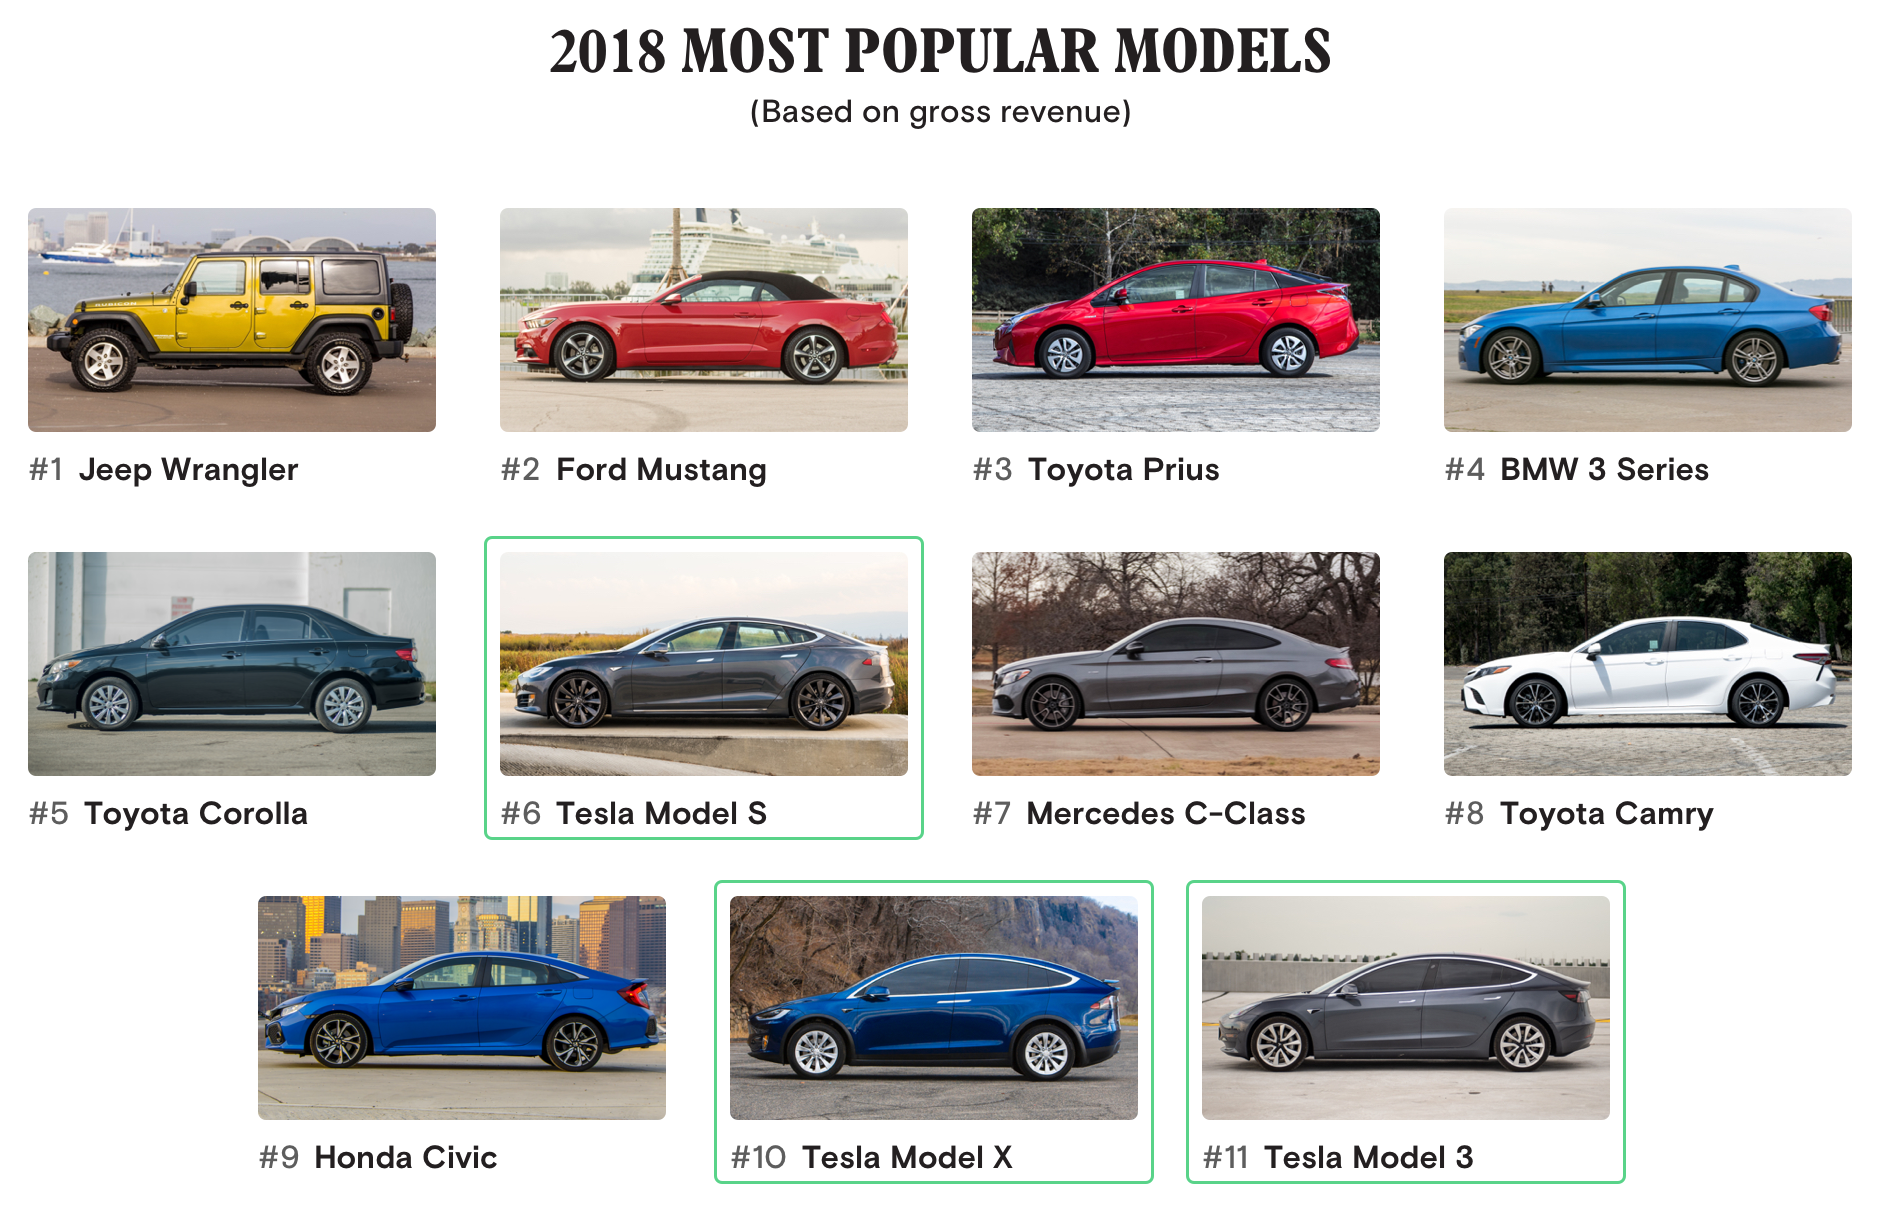 2018 MOST POPULAR MODELS
(Based on gross revenue)
RUBICON
#1 Jeep Wrangler
#2 Ford Mustang
#3 Toyota Prius
#4 BMW 3 Series
#5 Toyota Corolla
#6 Tesla Model S
#7 Mercedes C-Class
#8 Toyota Camry
#9 Honda Civic
#10 Tesla Model X
#11 Tesla Model 3